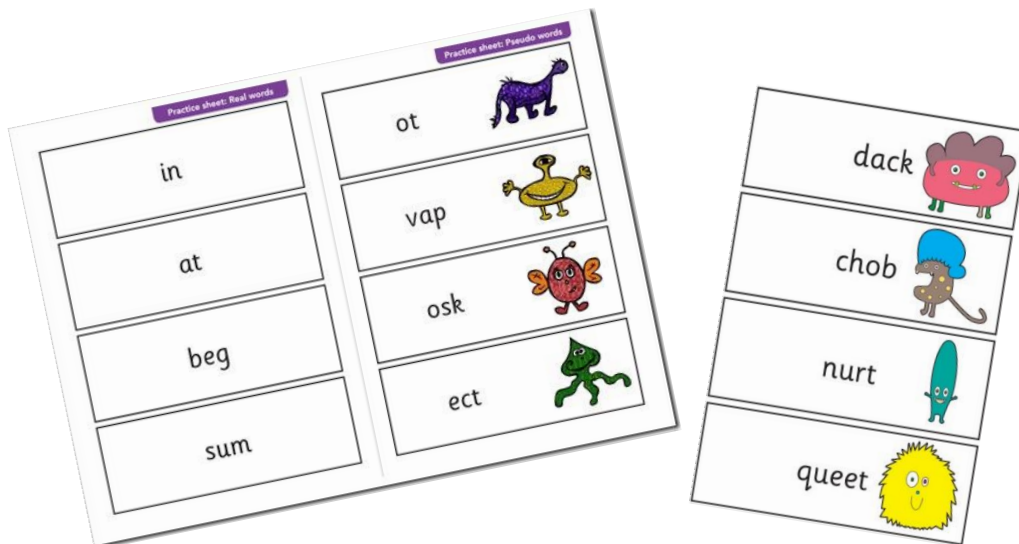 Practice sheet: Real words
in
at
beg
sum
Practice sheet: Pseudo words
ot
vap
osk
ect
dack
chob
nurt
queet